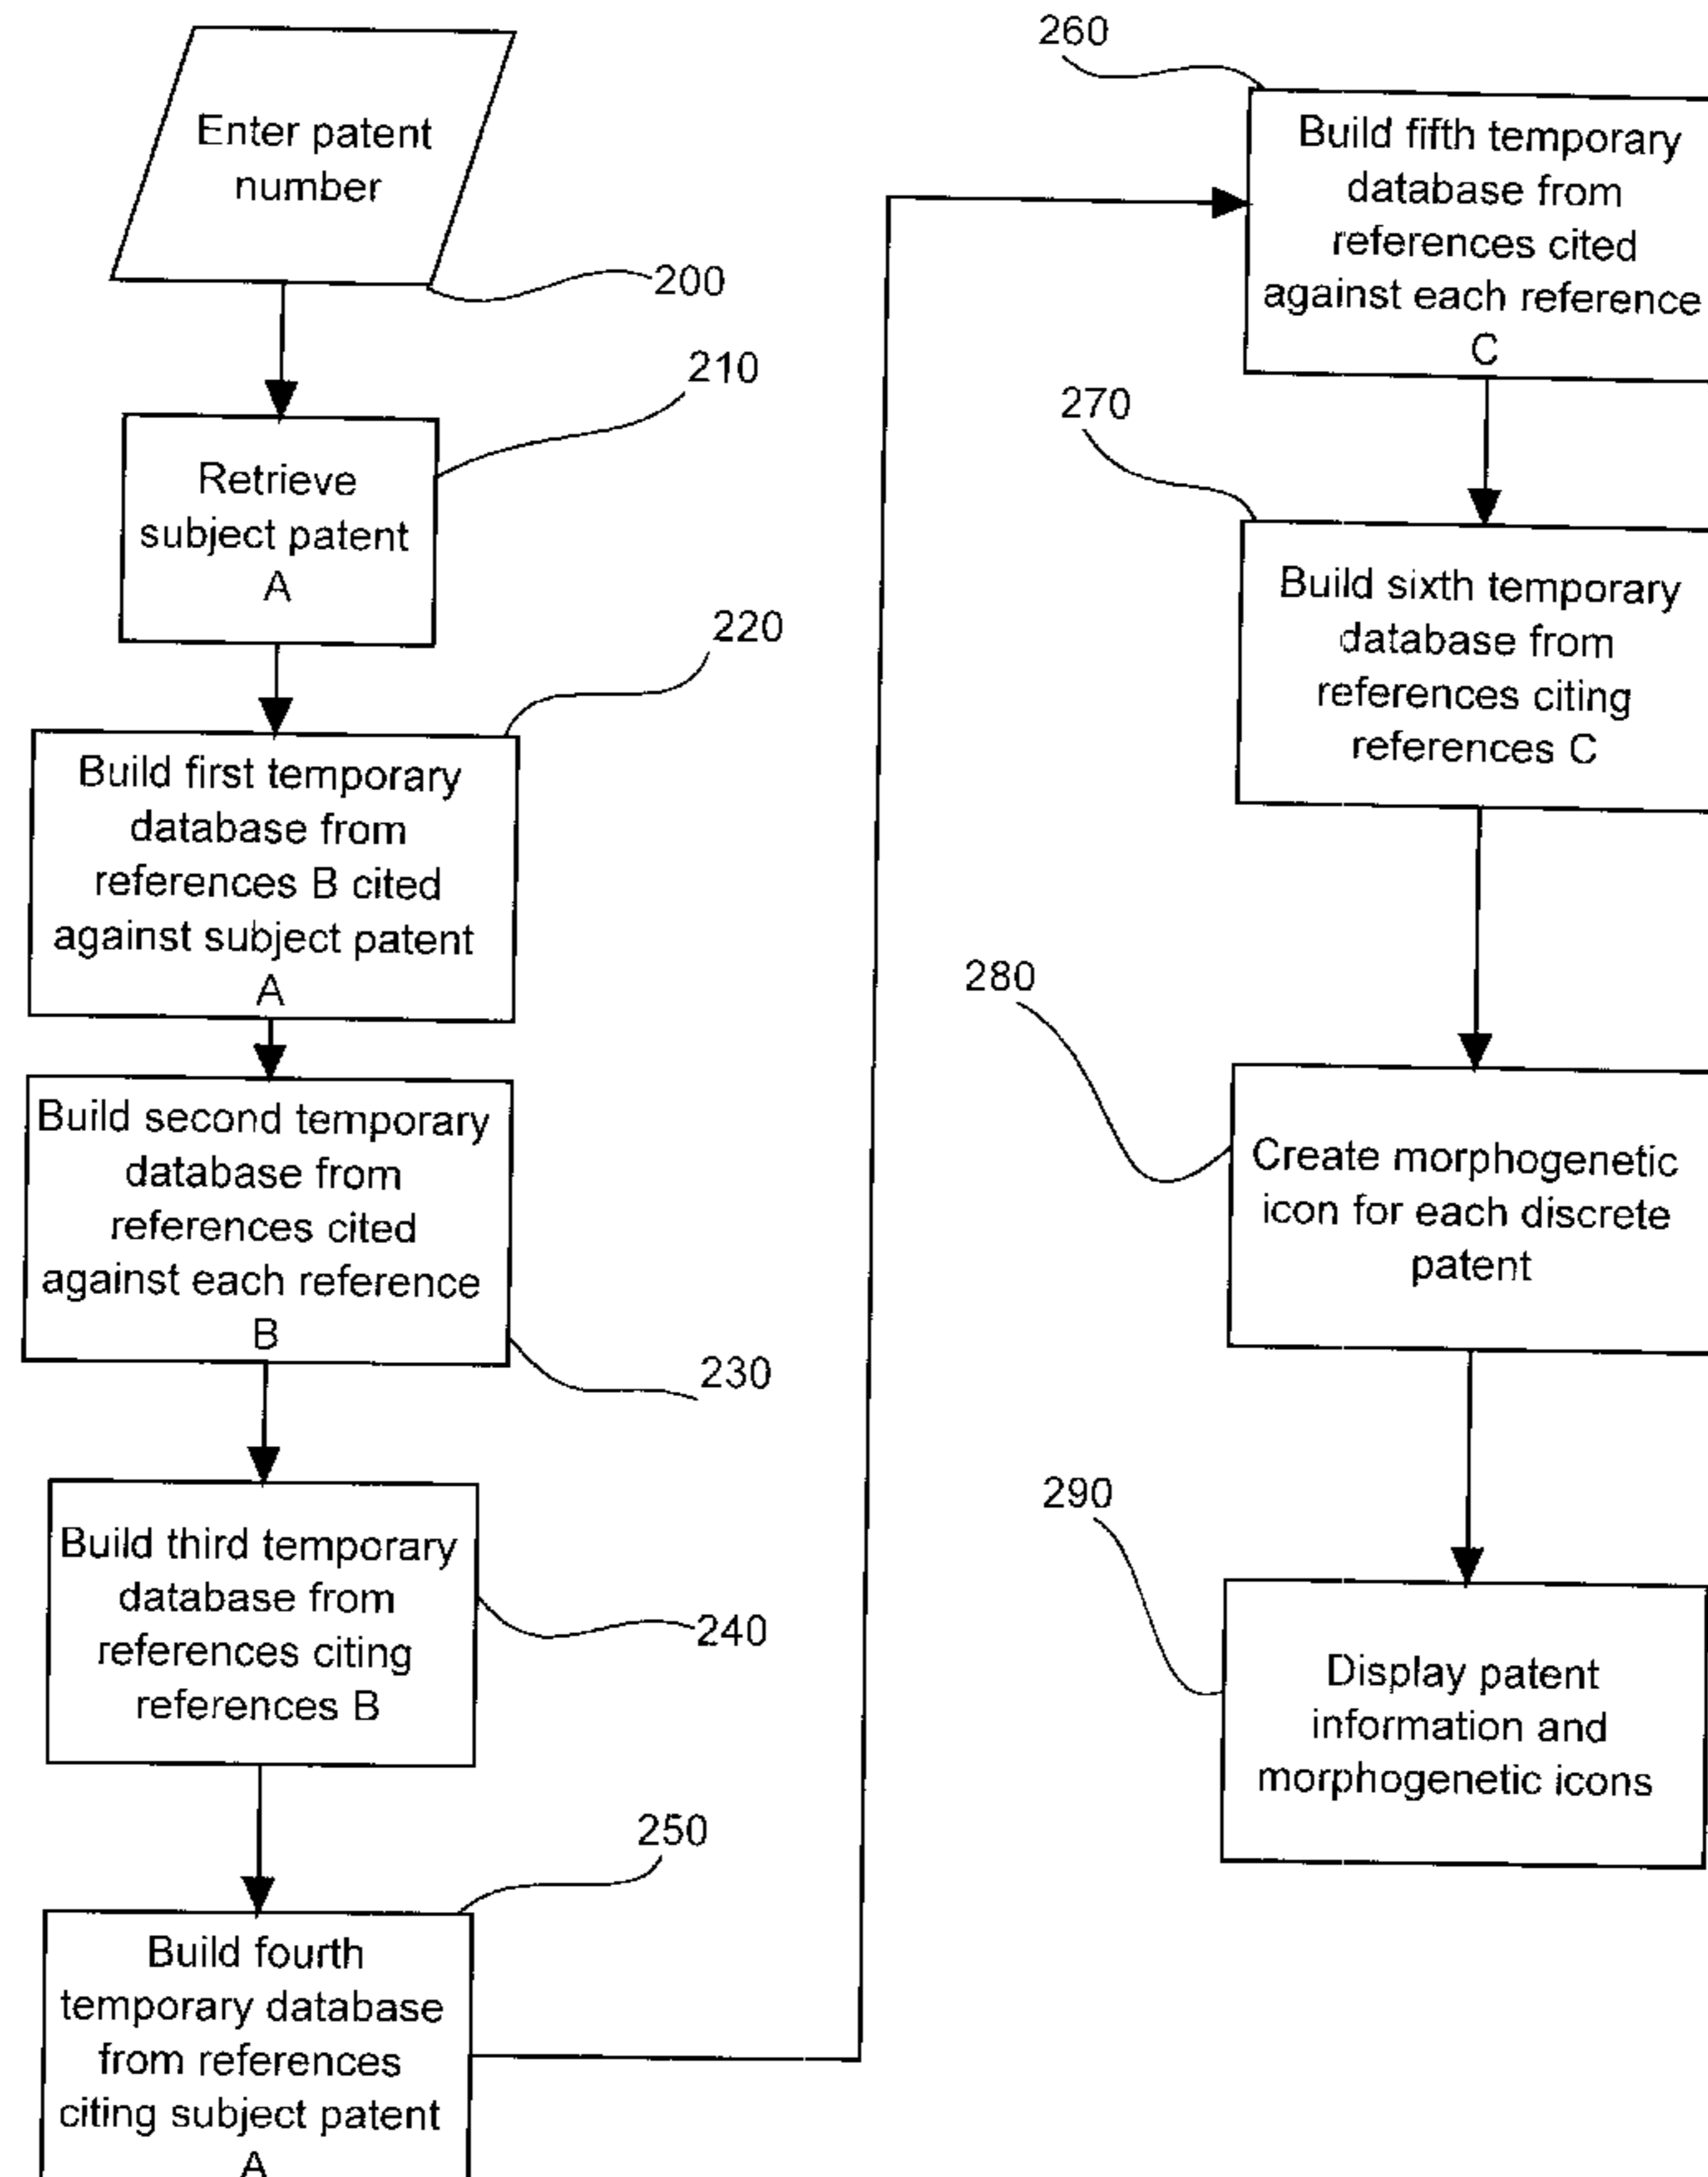 Enter patent
number
200
210
Retrieve
subject patent
A
220
Build first temporary
database from
references B cited
against subject patent
A
Build second temporary
database from
references cited
against each reference
B
230
Build third temporary
database from
references citing
references B
240
250
Build fourth
temporary database
from references
citing subject patent
A
260
Build fifth temporary
database from
references cited
against each reference
C
270
Build sixth temporary
database from
references citing
references C
280
Create morphogenetic
icon for each discrete
patent
290
Display patent
information and
morphogenetic icons